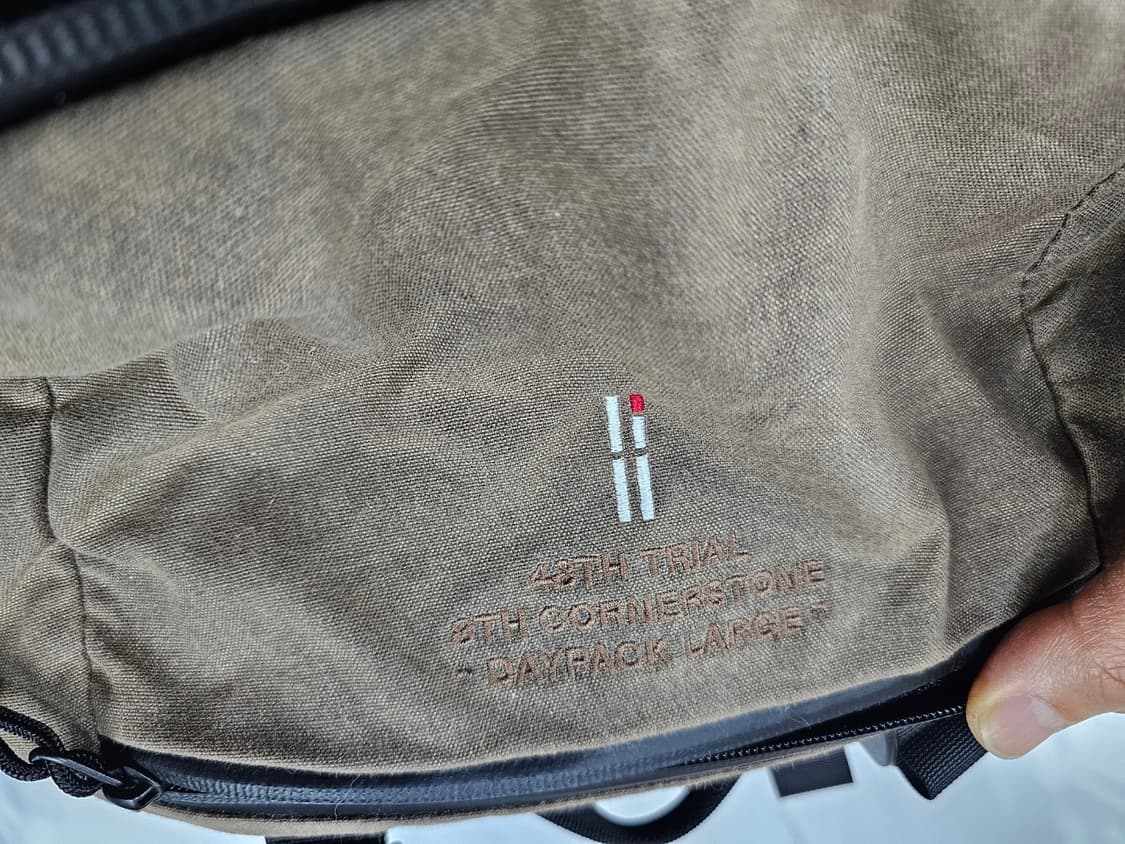 48TH TRIAL
8TH CORNERSTONE
- DAYPACK LARGE -